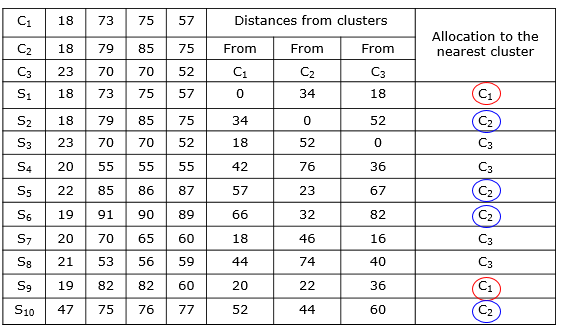 C₁ 18 73 75 57 Distances from clusters Allocation to the nearest cluster
C₂ 18 79 85 75 From From From
C₃ 23 70 70 52 C₁ C₂ C₃
S₁ 18 73 75 57 0 34 18 C₁
S₂ 18 79 85 75 34 0 52 C₂
S₃ 23 70 70 52 18 52 0 C₃
S₄ 20 55 55 55 42 76 36 C₃
S₅ 22 85 86 87 57 23 67 C₂
S₆ 19 91 90 89 66 32 82 C₂
S₇ 20 70 65 60 18 46 16 C₃
S₈ 21 53 56 59 44 74 40 C₃
S₉ 19 82 82 60 20 22 36 C₁
S₁₀ 47 75 76 77 52 44 60 C₂